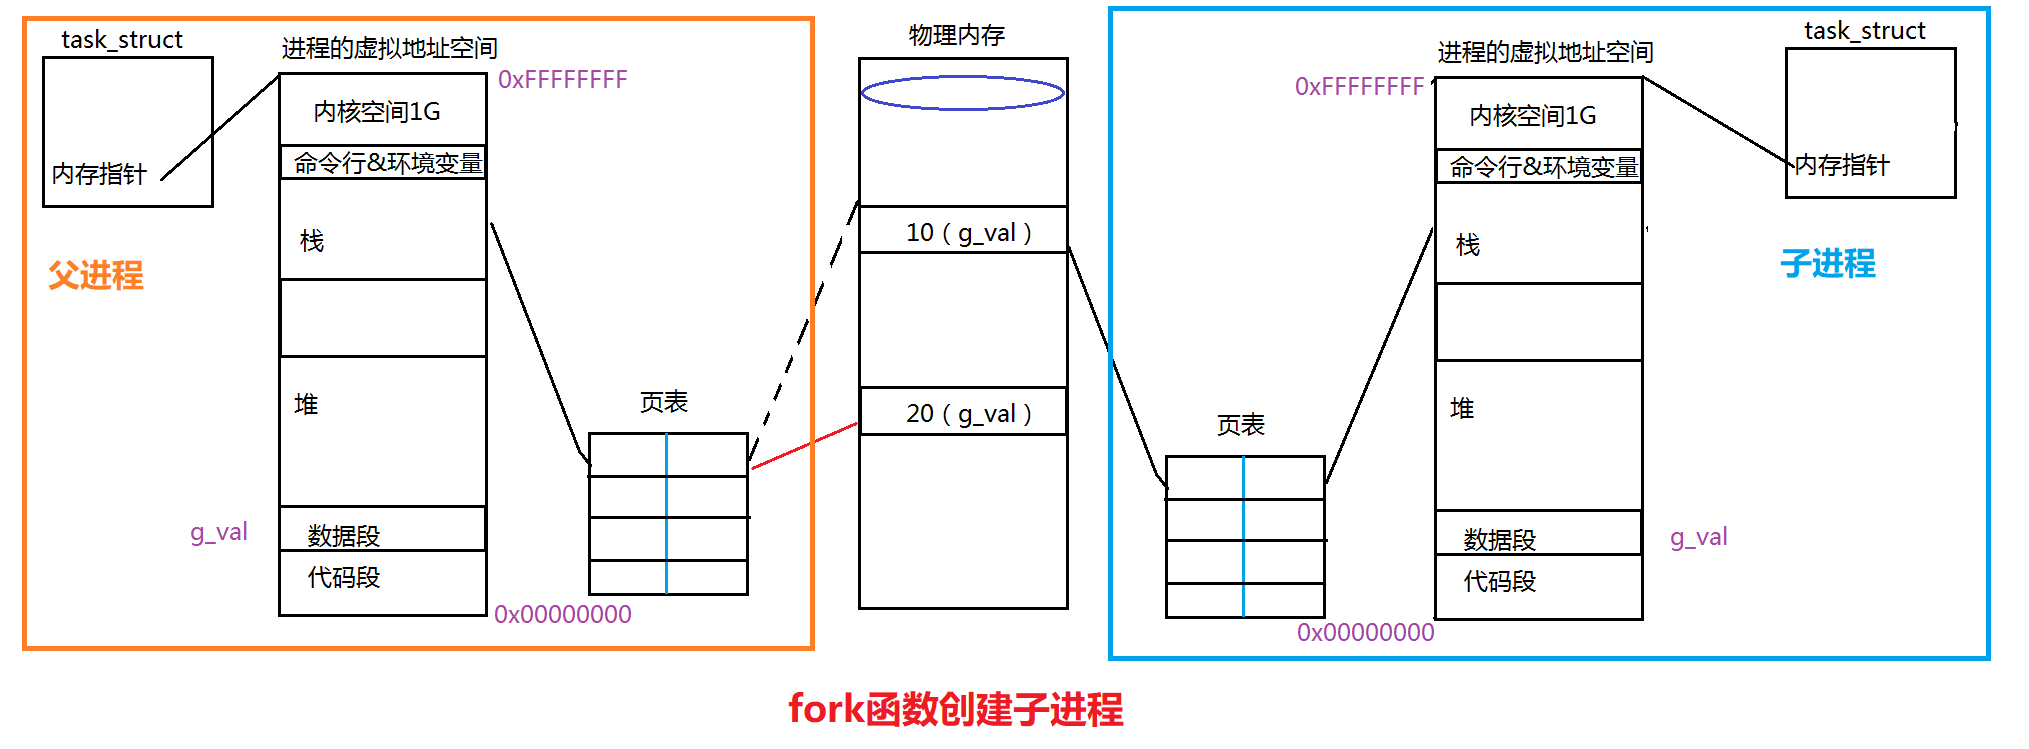 task_struct
内存指针
父进程
进程的虚拟地址空间
0xFFFFFFFF
内核空间1G
命令行&环境变量
栈
堆
g_val
数据段
代码段
0x00000000
页表
物理内存
10（g_val）
20（g_val）
页表
进程的虚拟地址空间
0xFFFFFFFF
内核空间1G
命令行&环境变量
栈
堆
数据段
g_val
代码段
0x00000000
task_struct
内存指针
子进程
fork函数创建子进程